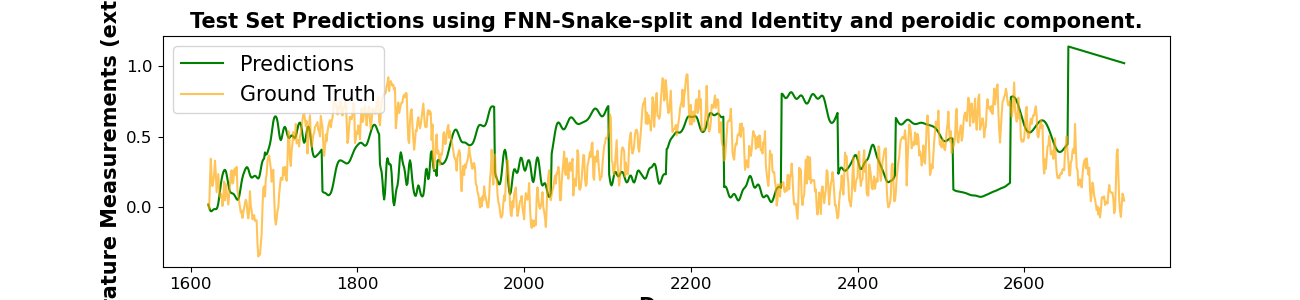 Test Set Predictions using FNN-Snake-split and Identity and peroidic component.
Predictions
Ground Truth
1.0
0.5
0.0
1600 1800 2000 2200 2400 2600
Measurements